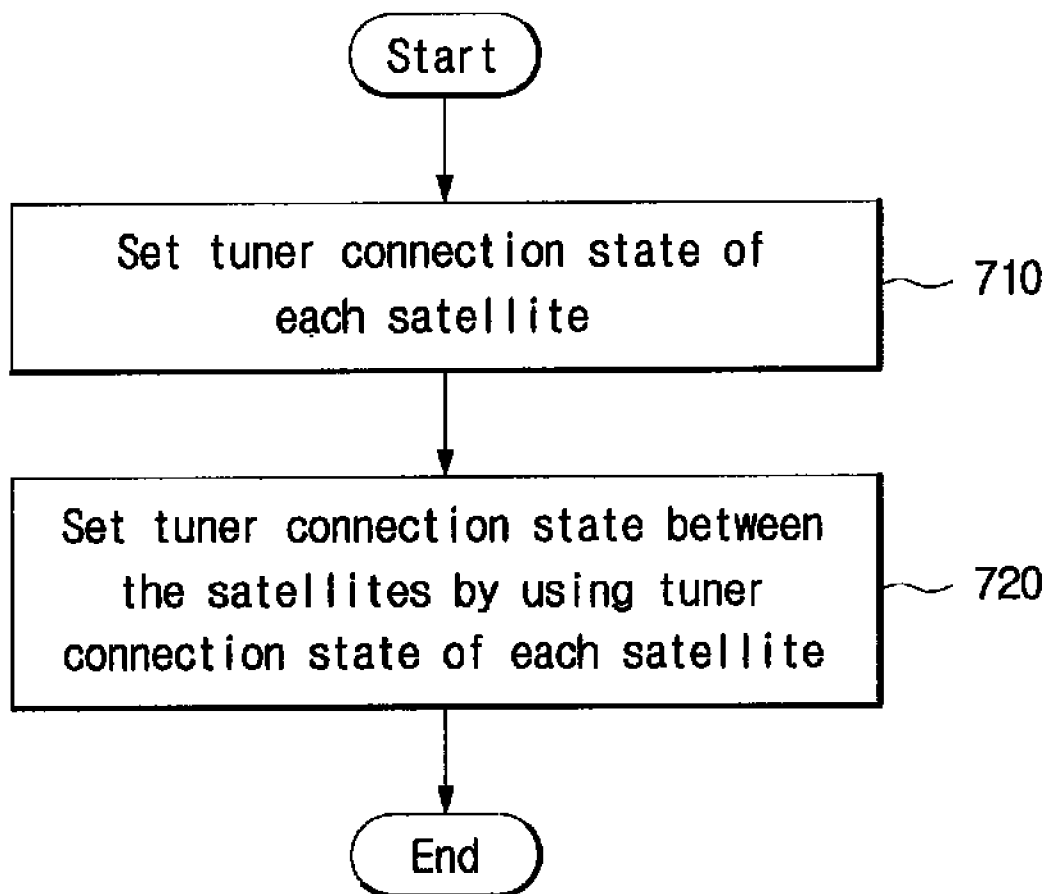 Start
Set tuner connection state of
each satellite
710
Set tuner connection state between
the satellites by using tuner
connection state of each satellite
720
End